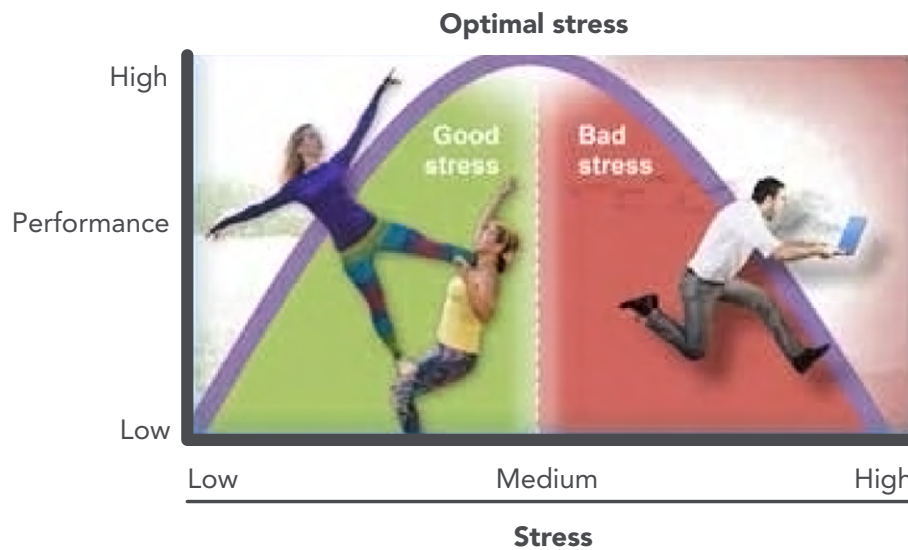 Optimal stress
High
Good
stress
Bad
stress
Performance
Low
Low
Medium
High
Stress